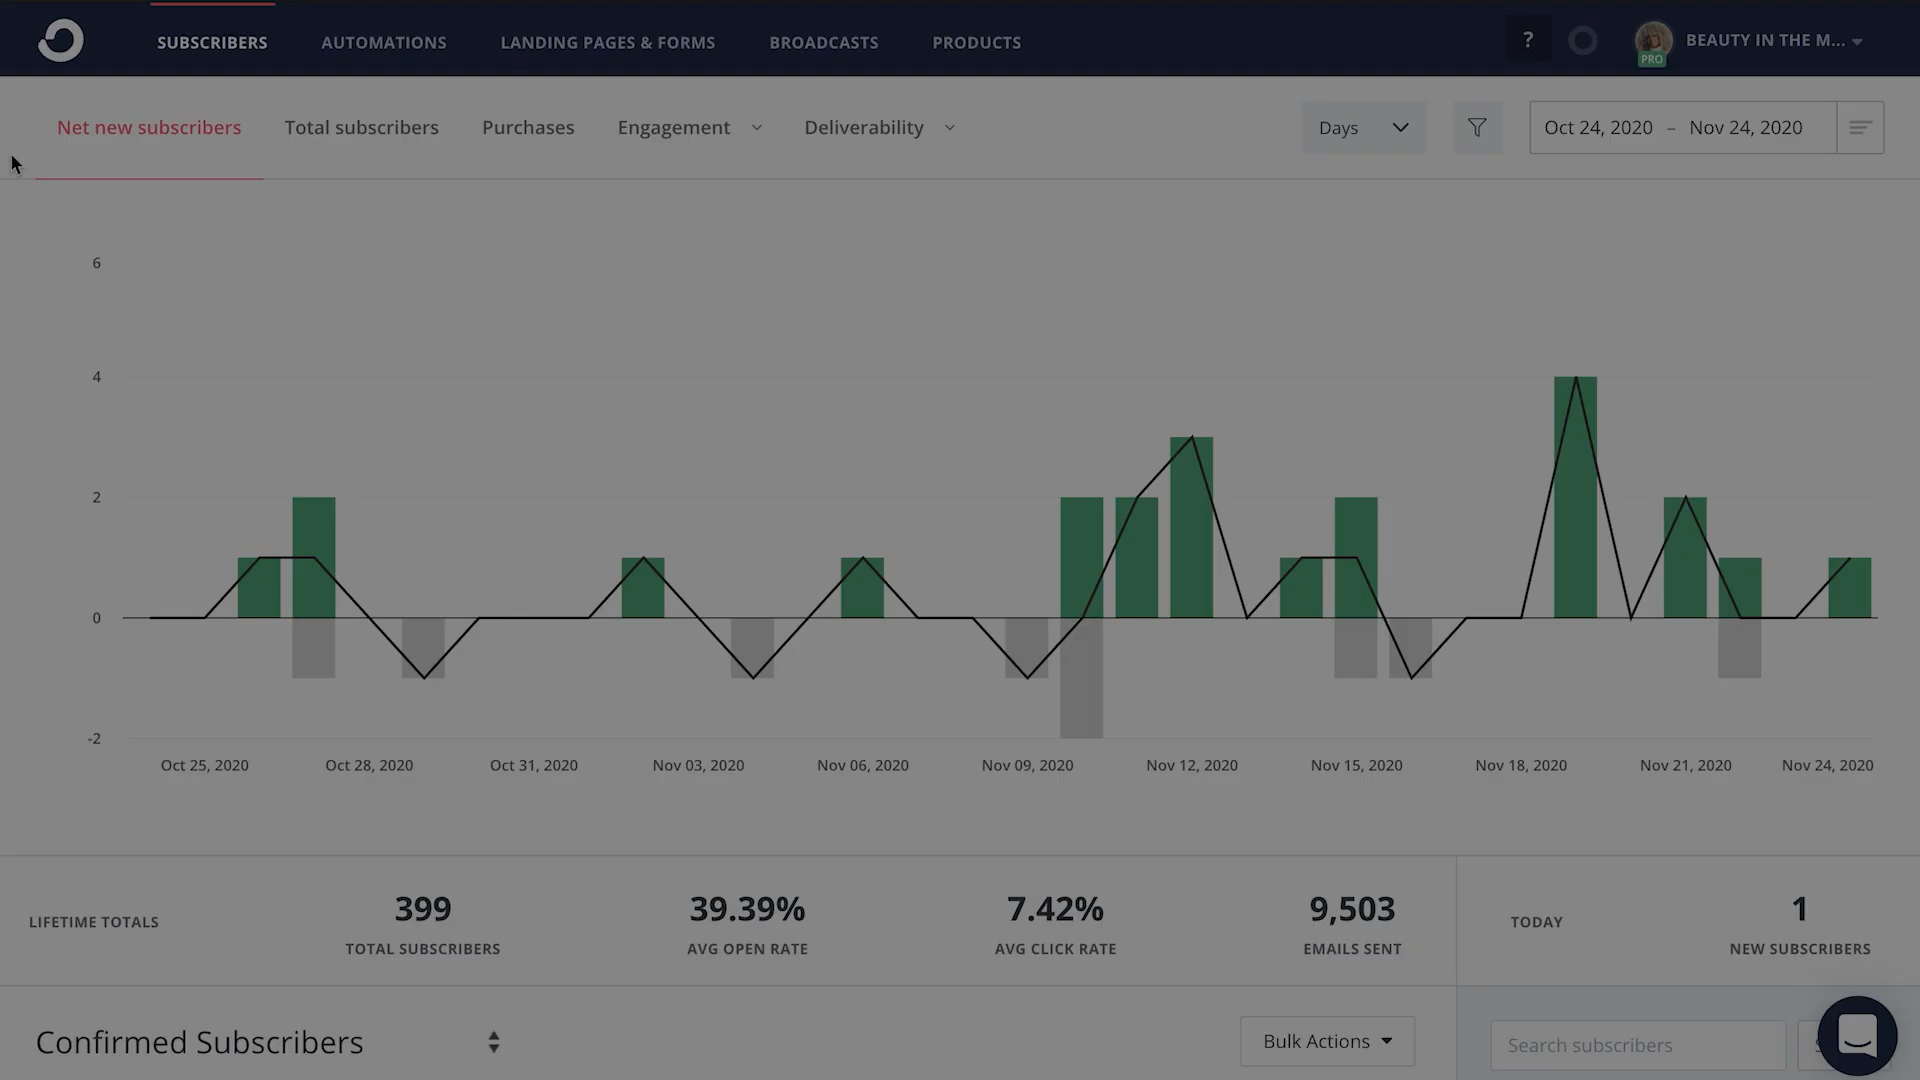 SUBSCRIBERS AUTOMATIONS LANDING PAGES & FORMS BROADCASTS PRODUCTS ? PRO BEAUTY IN THE M...
Net new subscribers Total subscribers Purchases Engagement Deliverability Days Oct 24, 2020 – Nov 24, 2020
6
4
2
0
-2
Oct 25, 2020 Oct 28, 2020 Oct 31, 2020 Nov 03, 2020 Nov 06, 2020 Nov 09, 2020 Nov 12, 2020 Nov 15, 2020 Nov 18, 2020 Nov 21, 2020 Nov 24, 2020
LIFETIME TOTALS 399 39.39% 7.42% 9,503 TODAY 1
TOTAL SUBSCRIBERS AVG OPEN RATE AVG CLICK RATE EMAILS SENT NEW SUBSCRIBERS
Confirmed Subscribers Bulk Actions Search subscribers